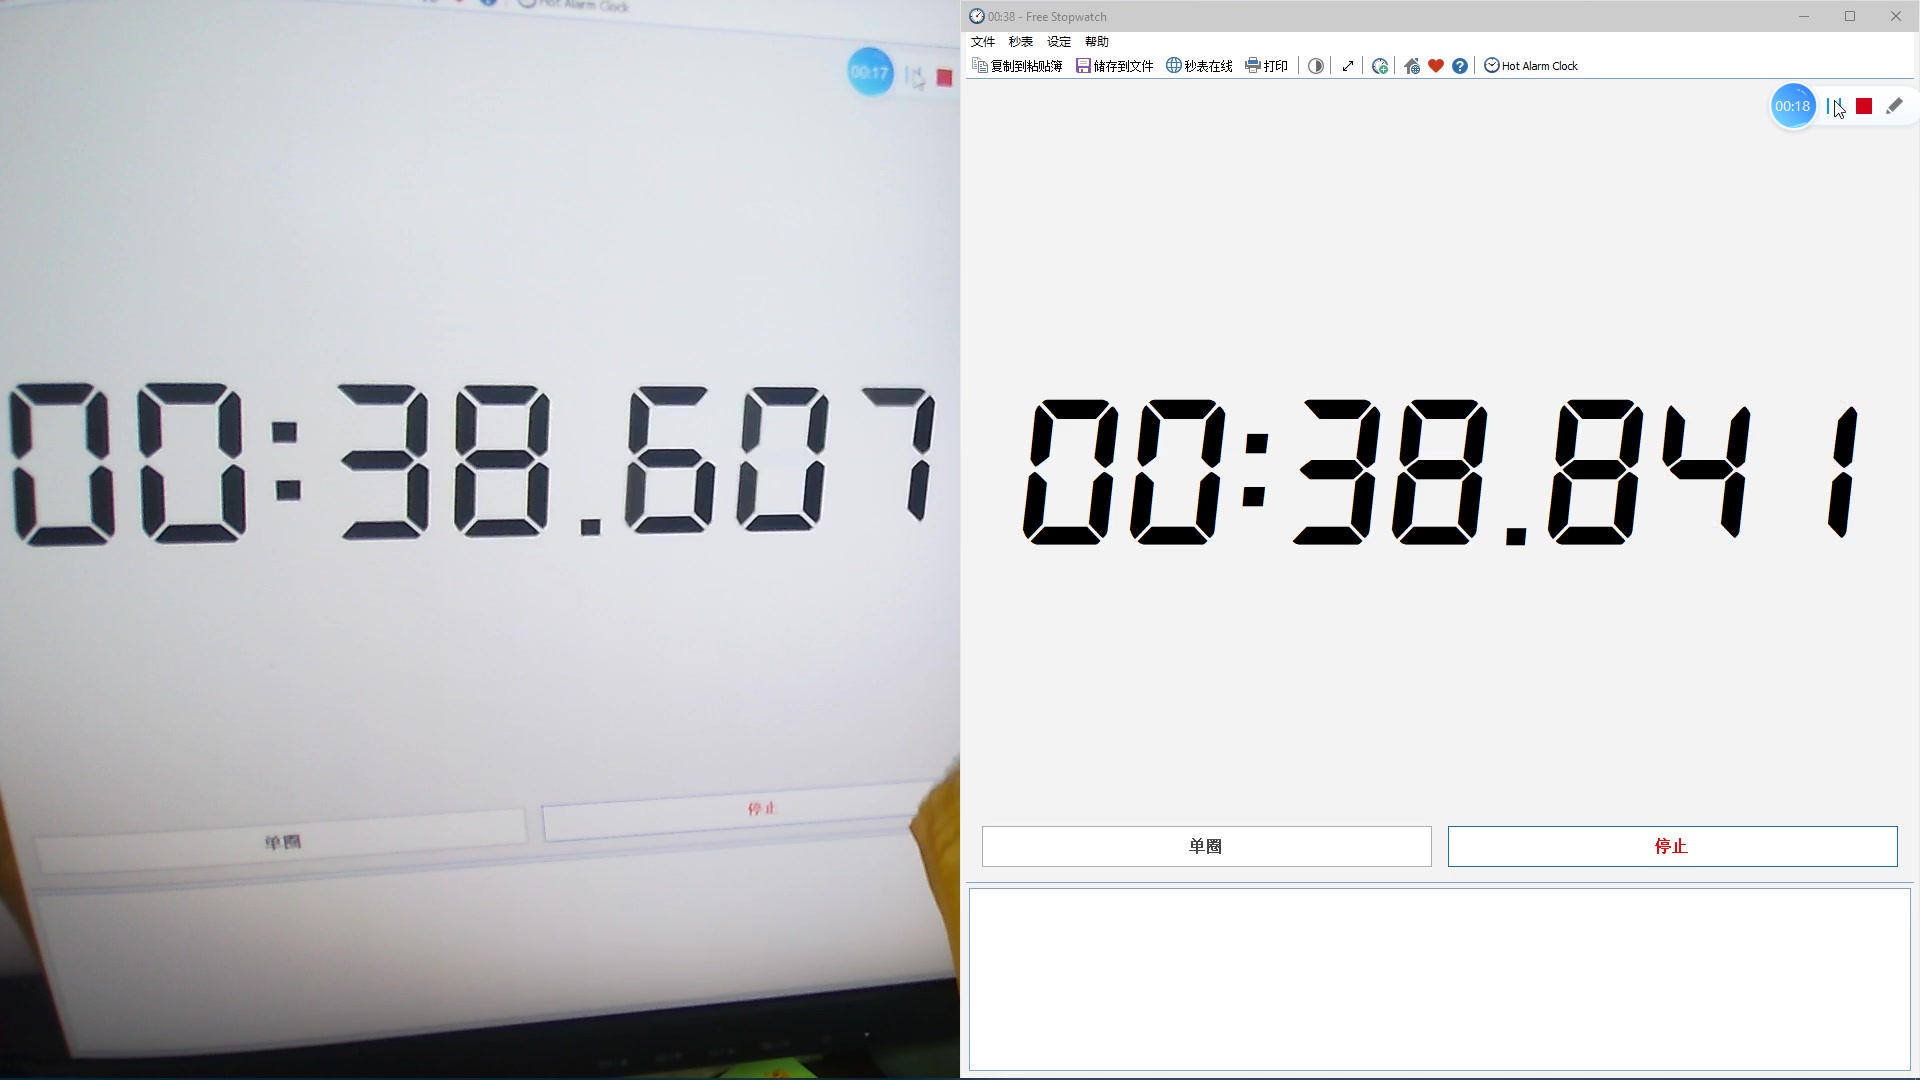 Hot Alarm Clock
00:17
00:38.607
单圈
停止
00:38 - Free Stopwatch
文件 秒表 设定 帮助
复制到粘贴簿 储存到文件 秒表在线 打印 Hot Alarm Clock
00:18
00:38.841
单圈
停止